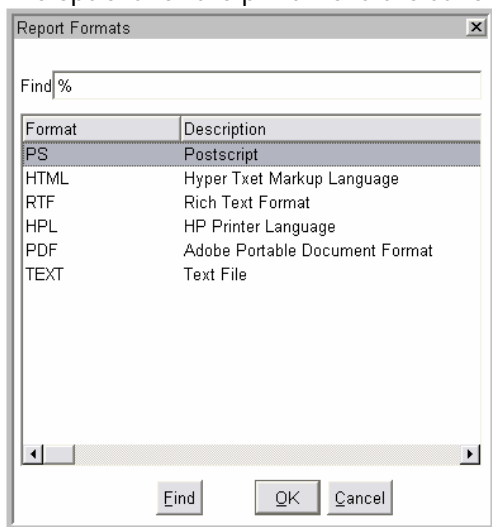 Report Formats
Find %
Format Description
PS Postscript
HTML Hyper Txet Markup Language
RTF Rich Text Format
HPL HP Printer Language
PDF Adobe Portable Document Format
TEXT Text File
Find OK Cancel